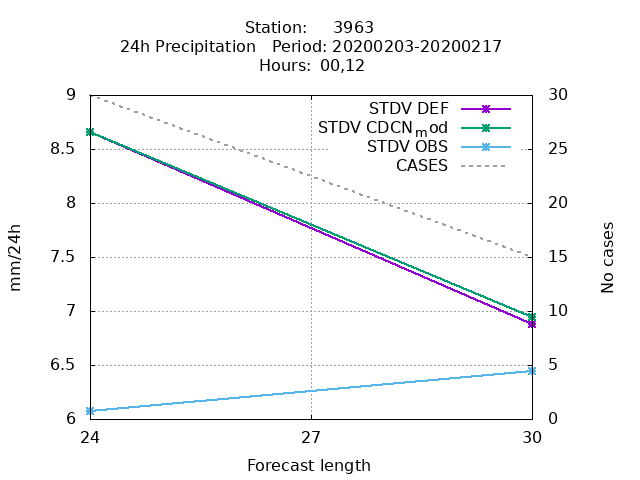 Station: 3963
24h Precipitation Period: 20200203-20200217
Hours: 00,12
STDV DEF
STDV CDCN_mod
STDV OBS
CASES
9
8.5
8
7.5
7
6.5
6
30
25
20
15
10
5
0
24
27
30
mm/24h
No cases
Forecast length